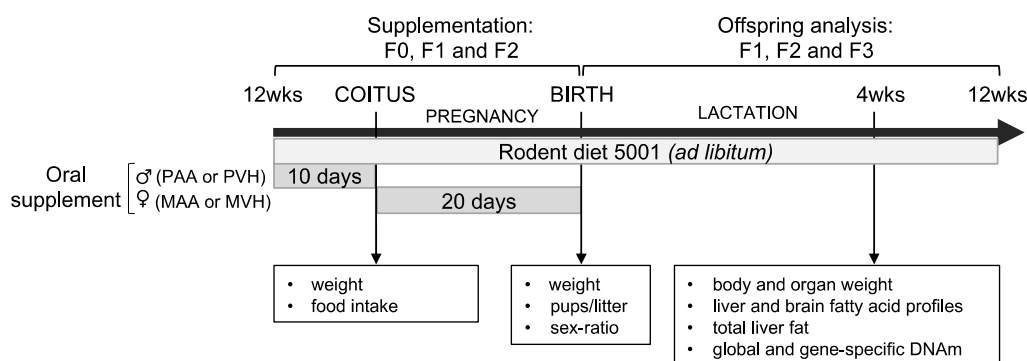 Supplementation:
F0, F1 and F2
Offspring analysis:
F1, F2 and F3
12wks
COITUS
BIRTH
4wks
12wks
PREGNANCY
LACTATION
Rodent diet 5001 (ad libitum)
Oral
supplement
♂ (PAA or PVH)
♀ (MAA or MVH)
10 days
20 days
• weight
• food intake
• weight
• pups/litter
• sex-ratio
• body and organ weight
• liver and brain fatty acid profiles
• total liver fat
• global and gene-specific DNAm